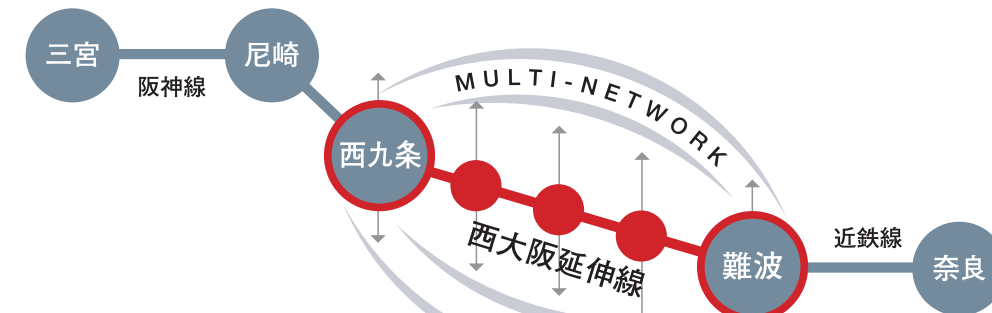 三宮
尼崎
阪神線
MULTI-NETWORK
西九条
西大阪延伸線
難波
近鉄線
奈良